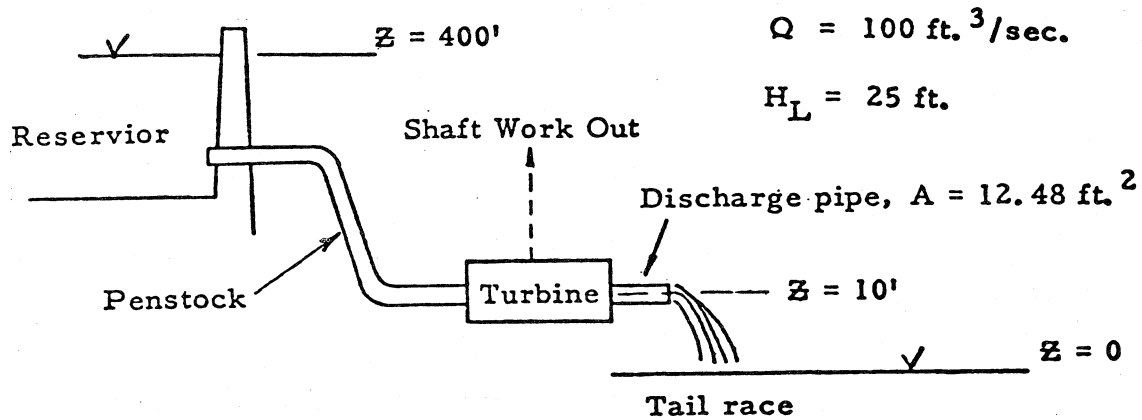 Z = 400'
Q = 100 ft.³/sec.
H_L = 25 ft.
Reservior
Shaft Work Out
Discharge pipe, A = 12.48 ft.²
Penstock
Turbine
Z = 10'
Z = 0
Tail race